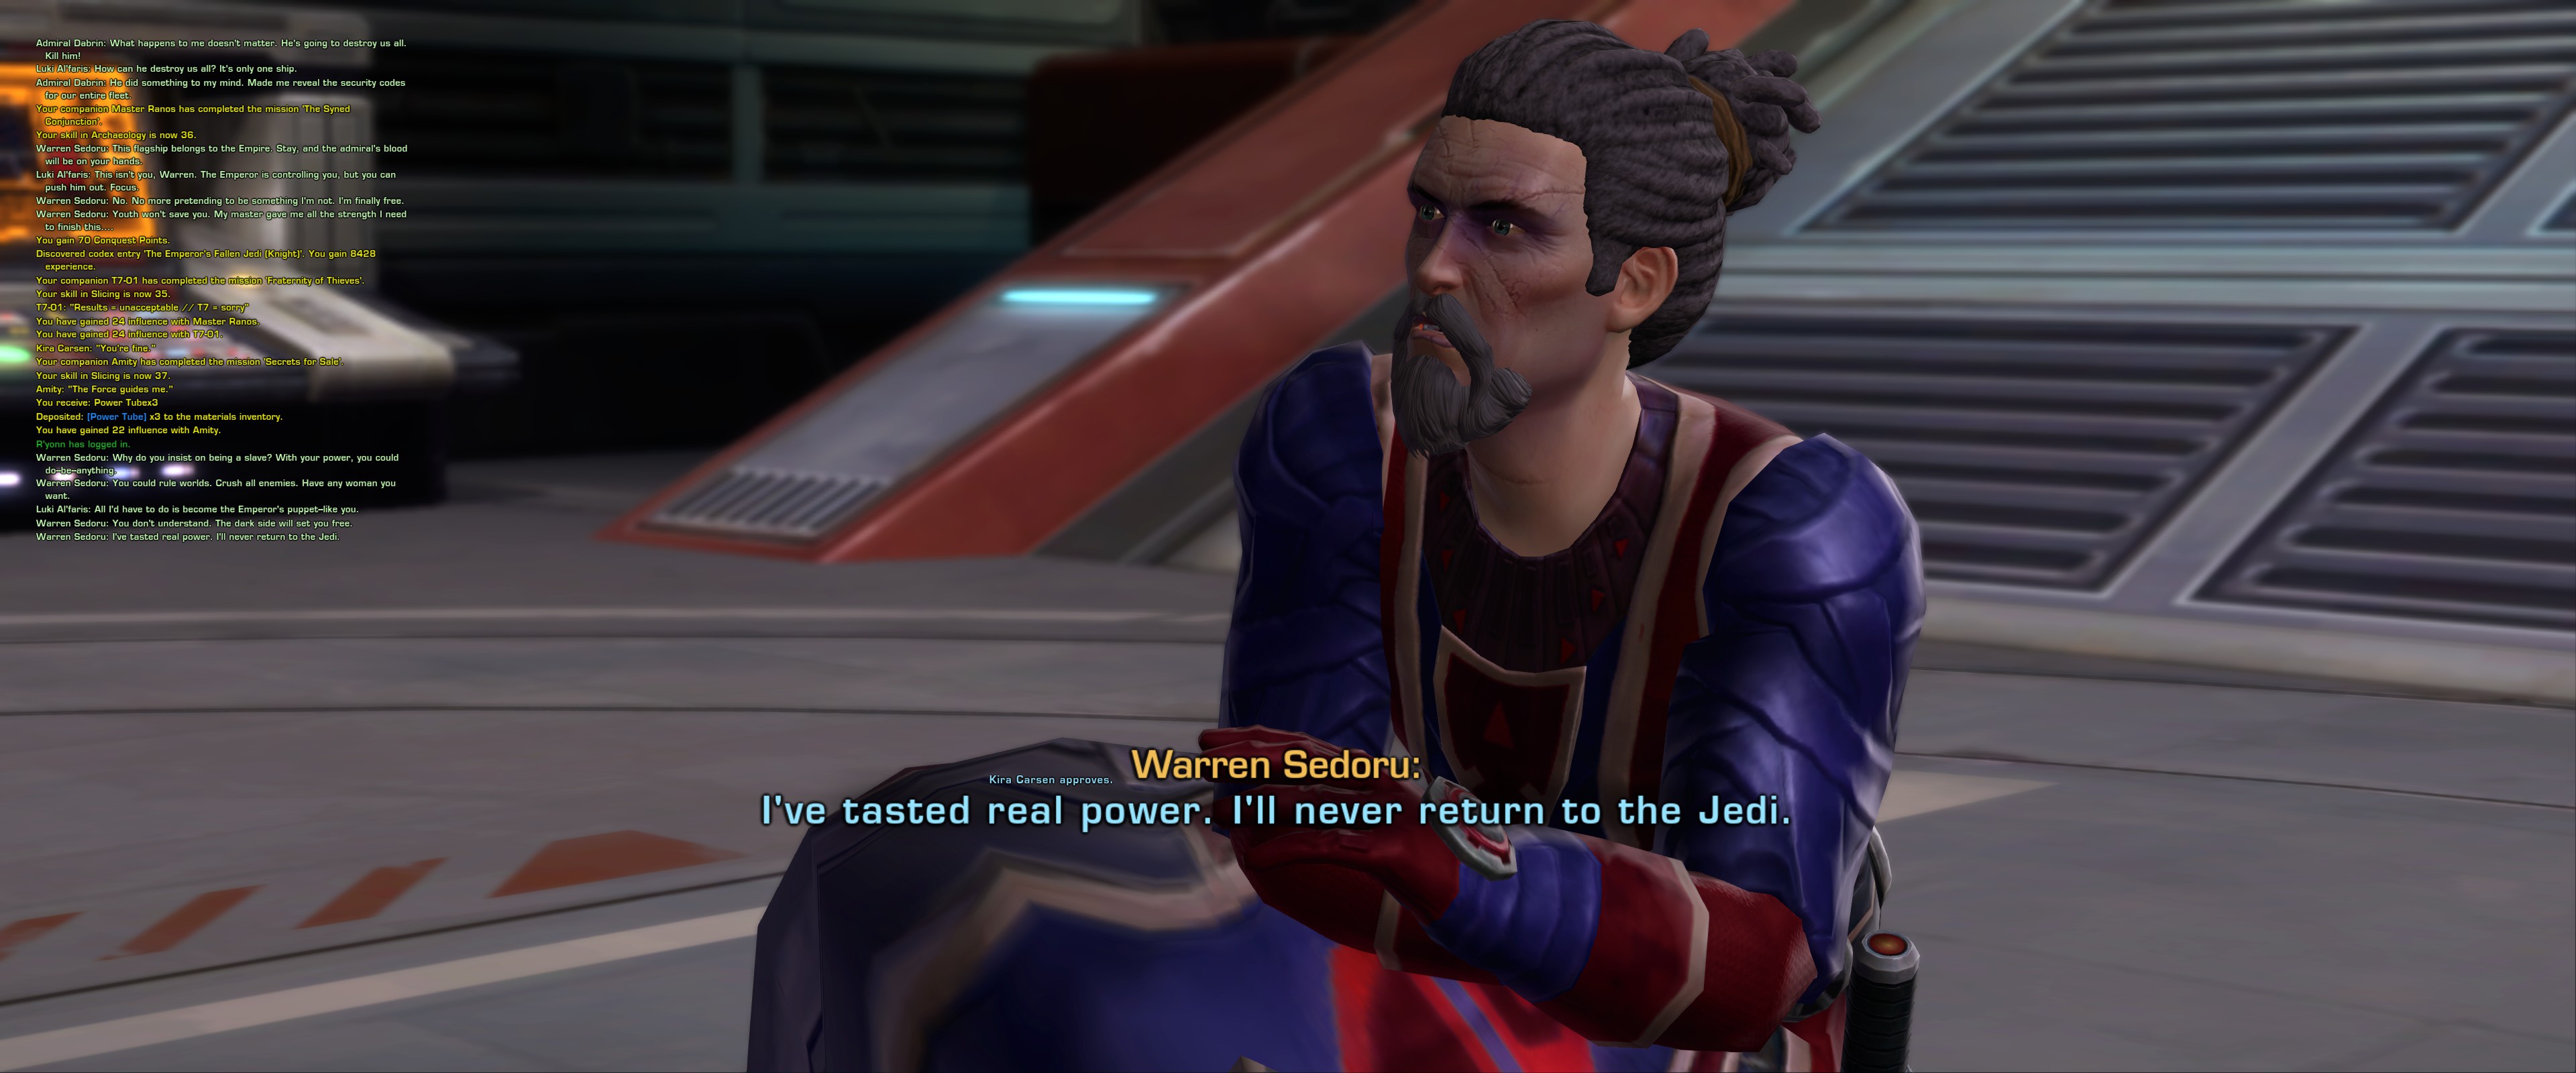 Admiral Dabrin: What happens to me doesn't matter. He's going to destroy us all.
Kill him!
Luki Al'faris: How can he destroy us all? It's only one ship.
Admiral Dabrin: He did something to my mind. Made me reveal the security codes
for our entire fleet.
Your companion Master Ranos has completed the mission 'The Syned
Conjunction'.
Your skill in Archaeology is now 36.
Warren Sedoru: This flagship belongs to the Empire. Stay, and the admiral's blood
will be on your hands.
Luki Al'faris: This isn't you, Warren. The Emperor is controlling you, but you can
push him out. Focus.
Warren Sedoru: No. No more pretending to be something I'm not. I'm finally free.
Warren Sedoru: Youth won't save you. My master gave me all the strength I need
to finish this....
You gain 70 Conquest Points.
Discovered codex entry 'The Emperor's Fallen Jedi (Knight)'. You gain 8428
experience.
Your companion T7-01 has completed the mission 'Fraternity of Thieves'.
Your skill in Slicing is now 35.
T7-01: "Results = unacceptable // T7 = sorry"
You have gained 24 influence with Master Ranos.
You have gained 24 influence with T7-01.
Kira Carsen: "You're fine."
Your companion Amity has completed the mission 'Secrets for Sale'.
Your skill in Slicing is now 37.
Amity: "The Force guides me."
You receive: Power Tubex3
Deposited: [Power Tube] x3 to the materials inventory.
You have gained 22 influence with Amity.
R'yonn has logged in.
Warren Sedoru: Why do you insist on being a slave? With your power, you could
do–be–anything.
Warren Sedoru: You could rule worlds. Crush all enemies. Have any woman you
want.
Luki Al'faris: All I'd have to do is become the Emperor's puppet–like you.
Warren Sedoru: You don't understand. The dark side will set you free.
Warren Sedoru: I've tasted real power. I'll never return to the Jedi.
Warren Sedoru:
Kira Carsen approves.
I've tasted real power. I'll never return to the Jedi.